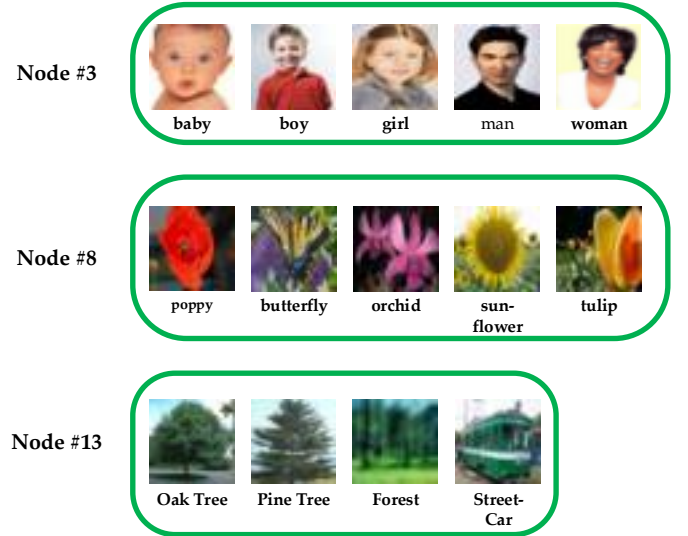 Node #3
baby boy girl man woman
Node #8
poppy butterfly orchid sun-
flower tulip
Node #13
Oak Tree Pine Tree Forest Street-
Car